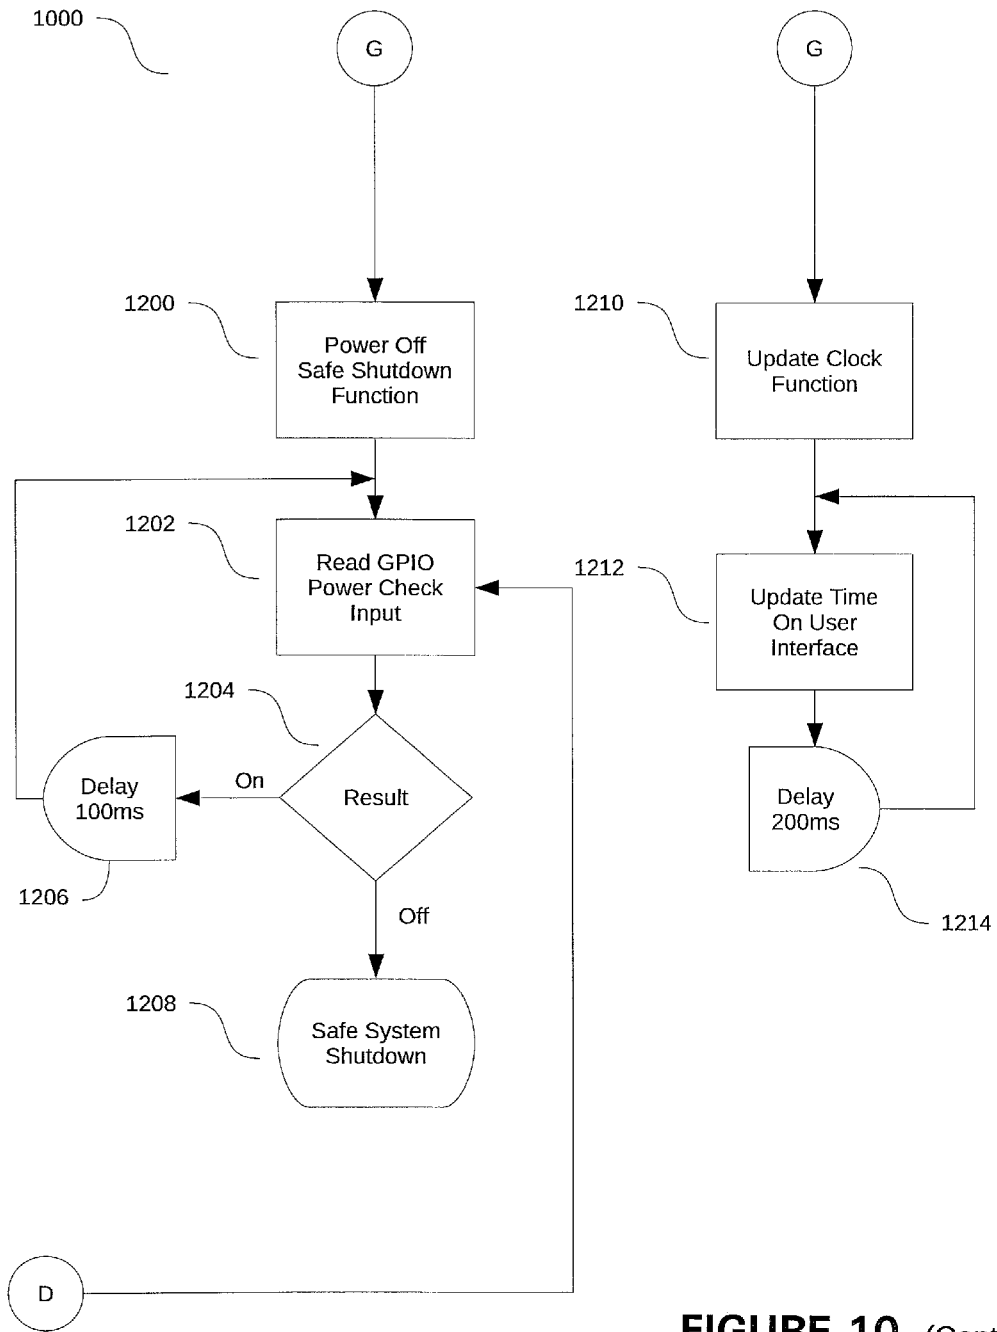 1000
G
G
1200
Power Off
Safe Shutdown
Function
1210
Update Clock
Function
1202
Read GPIO
Power Check
Input
1212
Update Time
On User
Interface
1204
Result
On
Delay
100ms
1206
Delay
200ms
1214
Off
1208
Safe System
Shutdown
D
FIGURE 10 (Cont